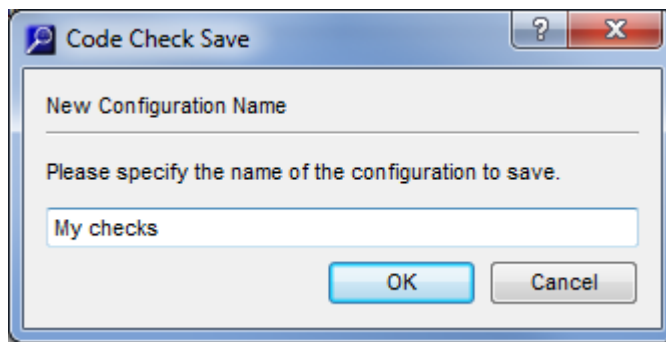 Code Check Save
?
New Configuration Name
Please specify the name of the configuration to save.
My checks
OK Cancel